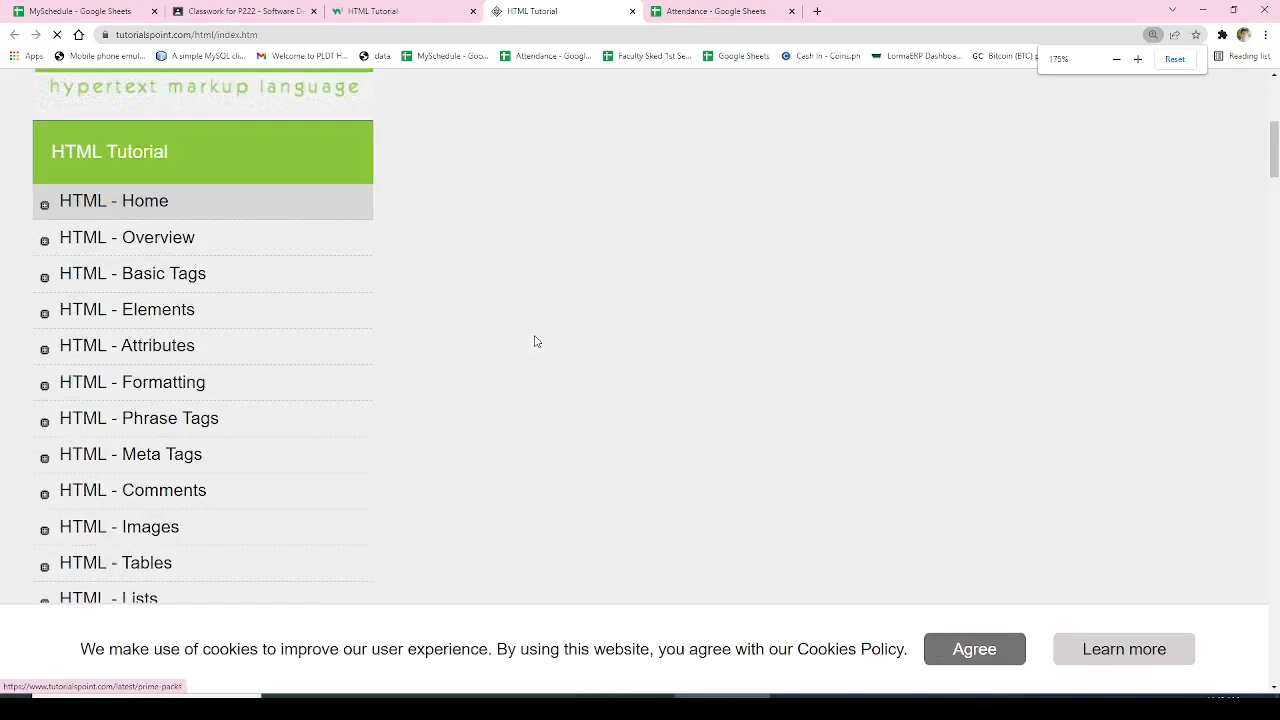 MySchedule - Google Sheets
Classwork for P222 - Software D
HTML Tutorial
HTML Tutorial
Attendance - Google Sheets
tutorialspoint.com/html/index.htm
Apps
Mobile phone emul...
A simple MySQL cli...
Welcome to PLDT H...
data
MySchedule - Goo...
Attendance - Googl...
Faculty Sked 1st Se...
Google Sheets
Cash In - Coins.ph
LormaERP Dashboa...
GC Bitcoin (BTC)
Reading list
175%
Reset
hypertext markup language
HTML Tutorial
HTML - Home
HTML - Overview
HTML - Basic Tags
HTML - Elements
HTML - Attributes
HTML - Formatting
HTML - Phrase Tags
HTML - Meta Tags
HTML - Comments
HTML - Images
HTML - Tables
HTML - Lists
We make use of cookies to improve our user experience. By using this website, you agree with our Cookies Policy.
Agree
Learn more
https://www.tutorialspoint.com/latest/prime-packs